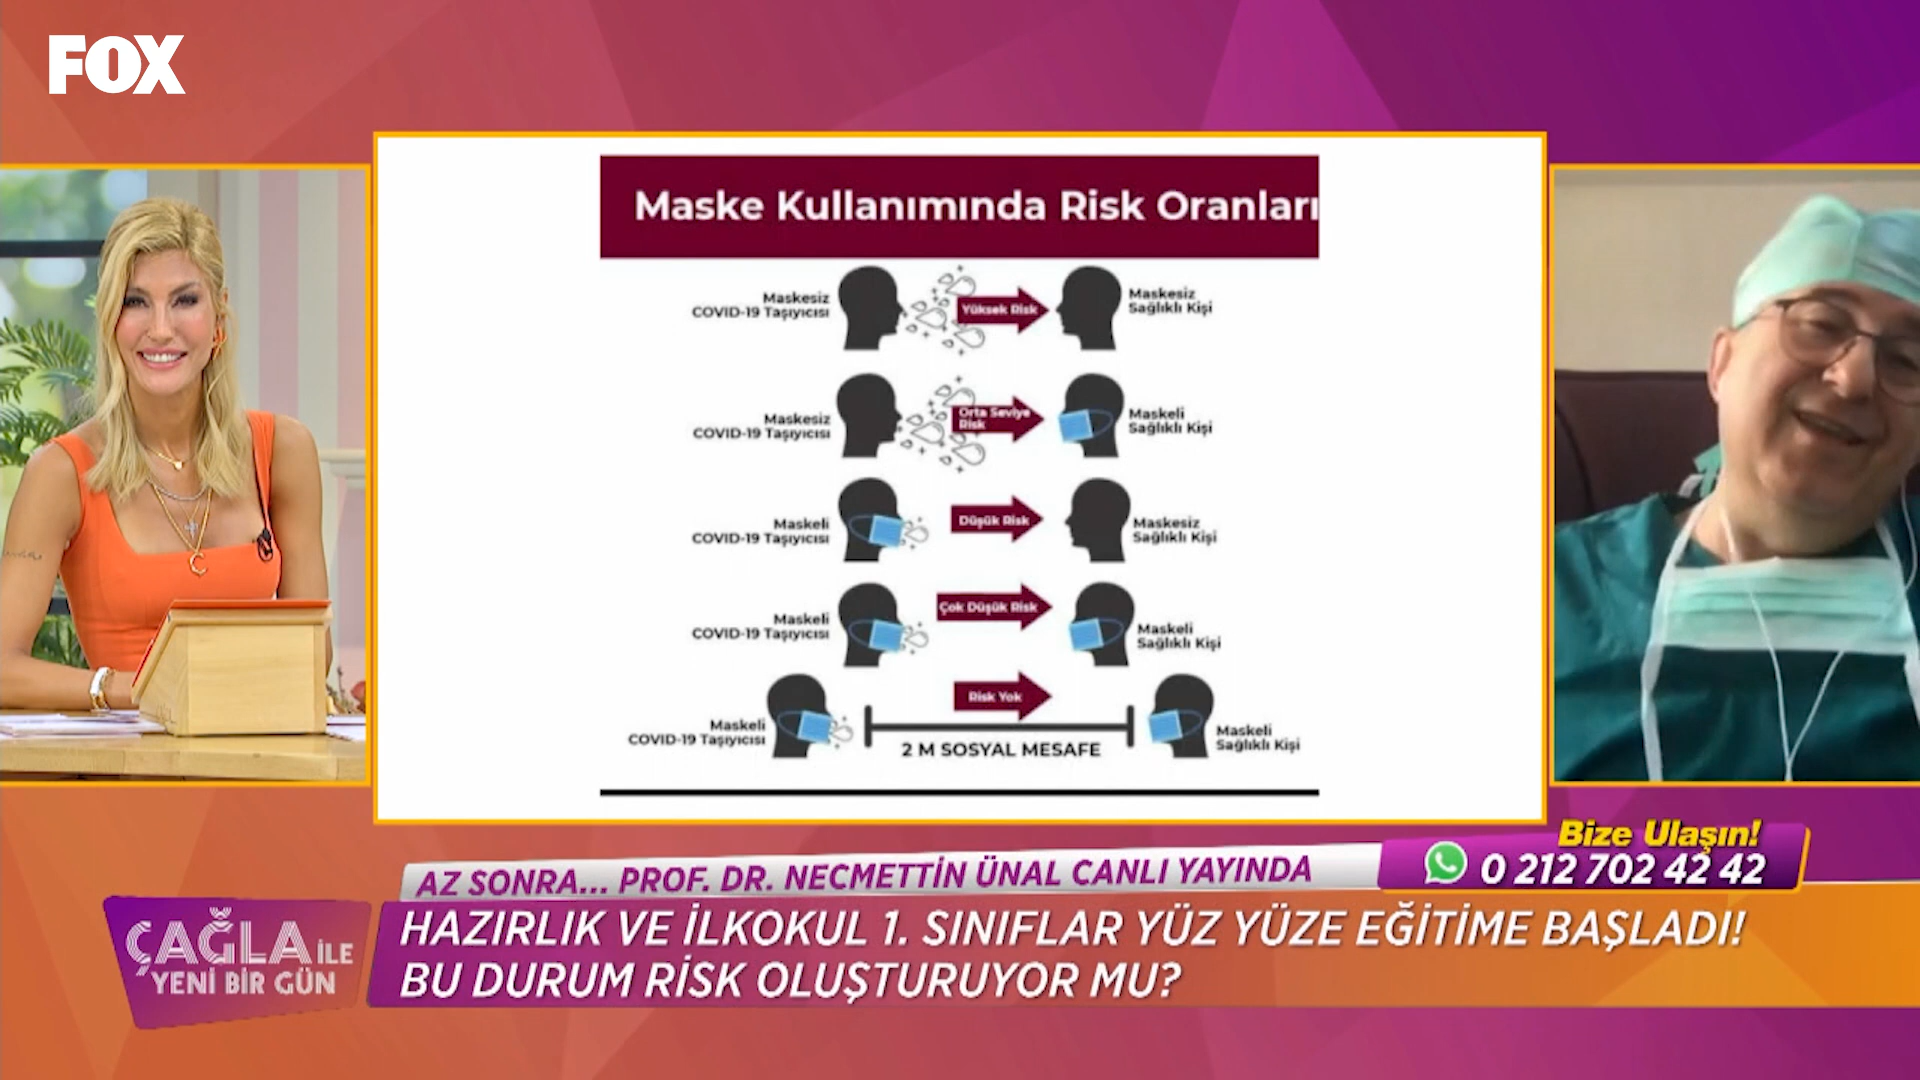 FOX
Maske Kullanımında Risk Oranları
Maskesiz
COVID-19 Taşıyıcısı
Yüksek Risk
Maskesiz
Sağlıklı Kişi
Maskesiz
COVID-19 Taşıyıcısı
Orta Seviye
Risk
Maskeli
Sağlıklı Kişi
Maskeli
COVID-19 Taşıyıcısı
Düşük Risk
Maskesiz
Sağlıklı Kişi
Maskeli
COVID-19 Taşıyıcısı
Çok Düşük Risk
Maskeli
Sağlıklı Kişi
Maskeli
COVID-19 Taşıyıcısı
Risk Yok
2 M SOSYAL MESAFE
Maskeli
Sağlıklı Kişi
Bize Ulaşın!
0 212 702 42 42
AZ SONRA... PROF. DR. NECMETTİN ÜNAL CANLI YAYINDA
ÇAĞLA İLE
YENİ BİR GÜN
HAZIRLIK VE İLKOKUL 1. SINIFLAR YÜZ YÜZE EĞİTİME BAŞLADI!
BU DURUM RİSK OLUŞTURUYOR MU?